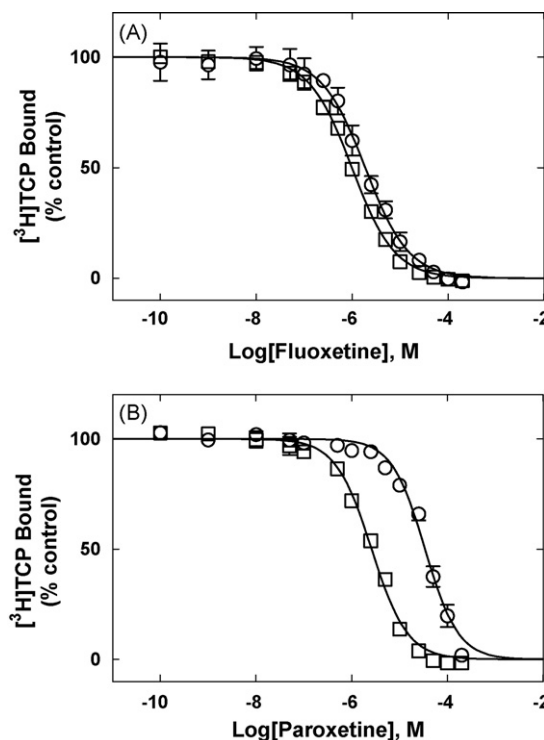 (A)
[³H]TCP Bound
(% control)
100
50
0
-10 -8 -6 -4 -2
Log[Fluoxetine], M
(B)
[³H]TCP Bound
(% control)
100
50
0
-10 -8 -6 -4 -2
Log[Paroxetine], M